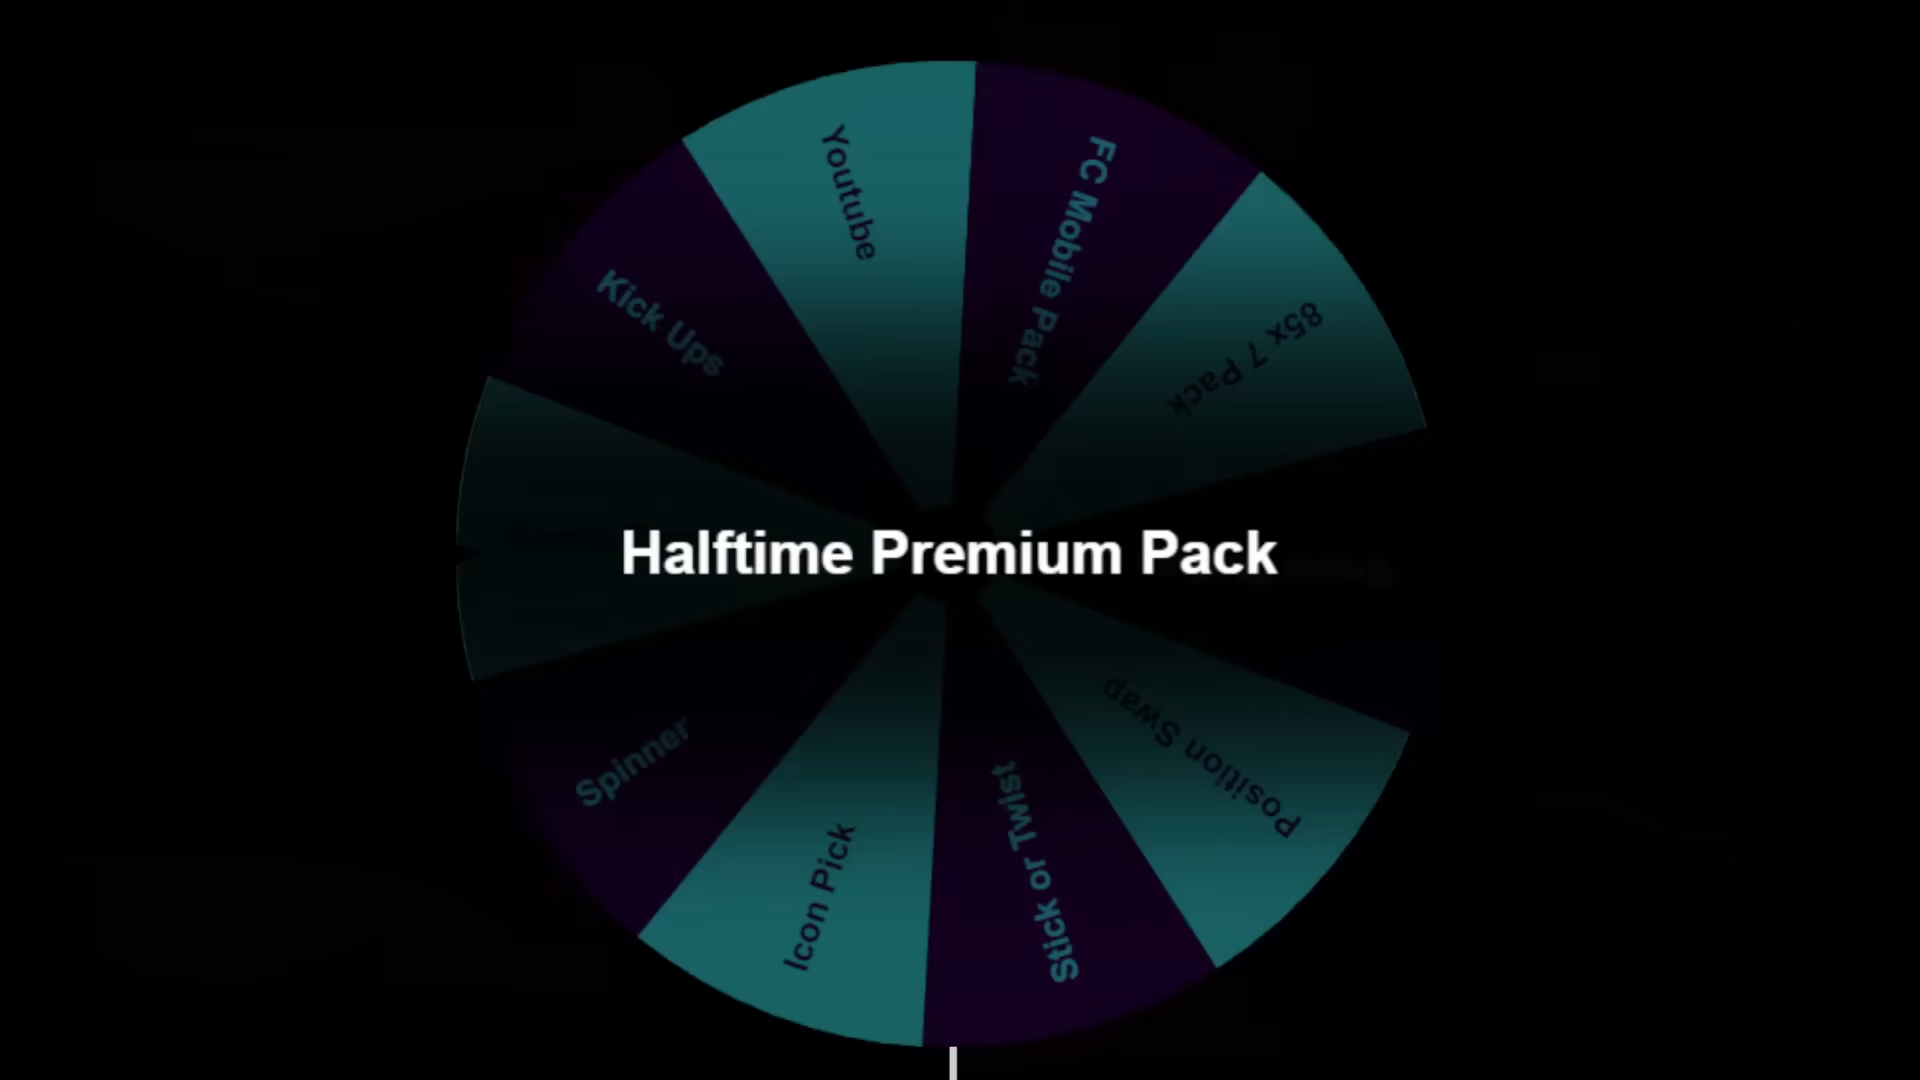 Youtube
FC Mobile Pack
85x 7 Pack
Kick Ups
Halftime Premium Pack
Position Swap
Spinner
Stick or Twist
Icon Pick